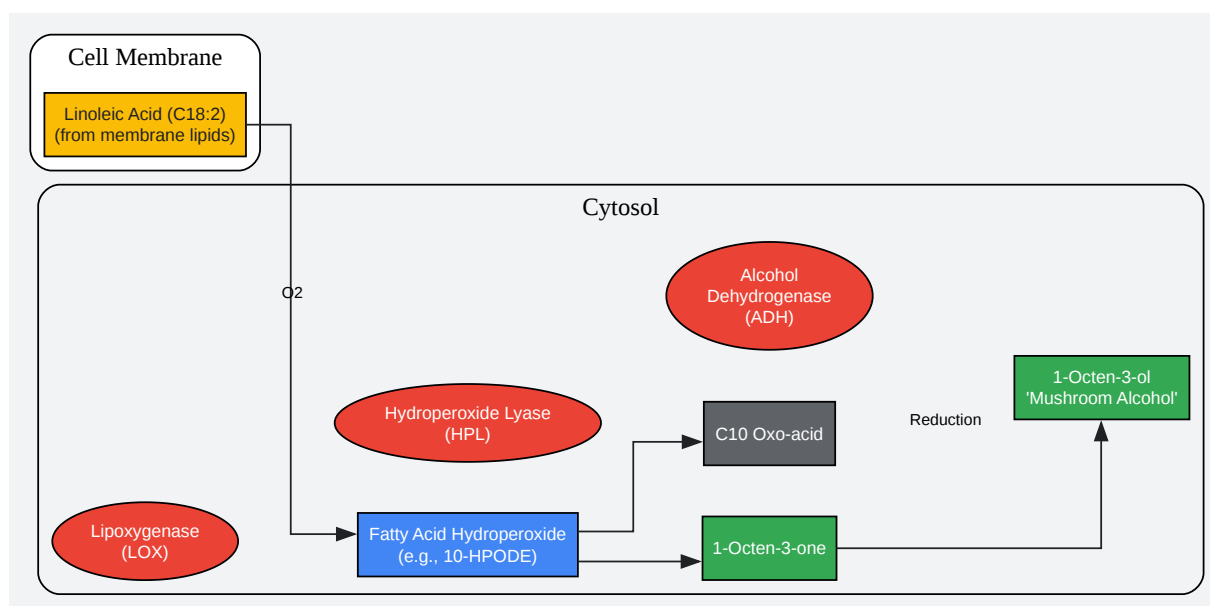 Cell Membrane
Linoleic Acid (C18:2)
(from membrane lipids)
Cytosol
O2
Alcohol
Dehydrogenase
(ADH)
Hydroperoxide Lyase
(HPL)
C10 Oxo-acid
Reduction
1-Octen-3-ol
'Mushroom Alcohol'
Lipoxygenase
(LOX)
Fatty Acid Hydroperoxide
(e.g., 10-HPODE)
1-Octen-3-one